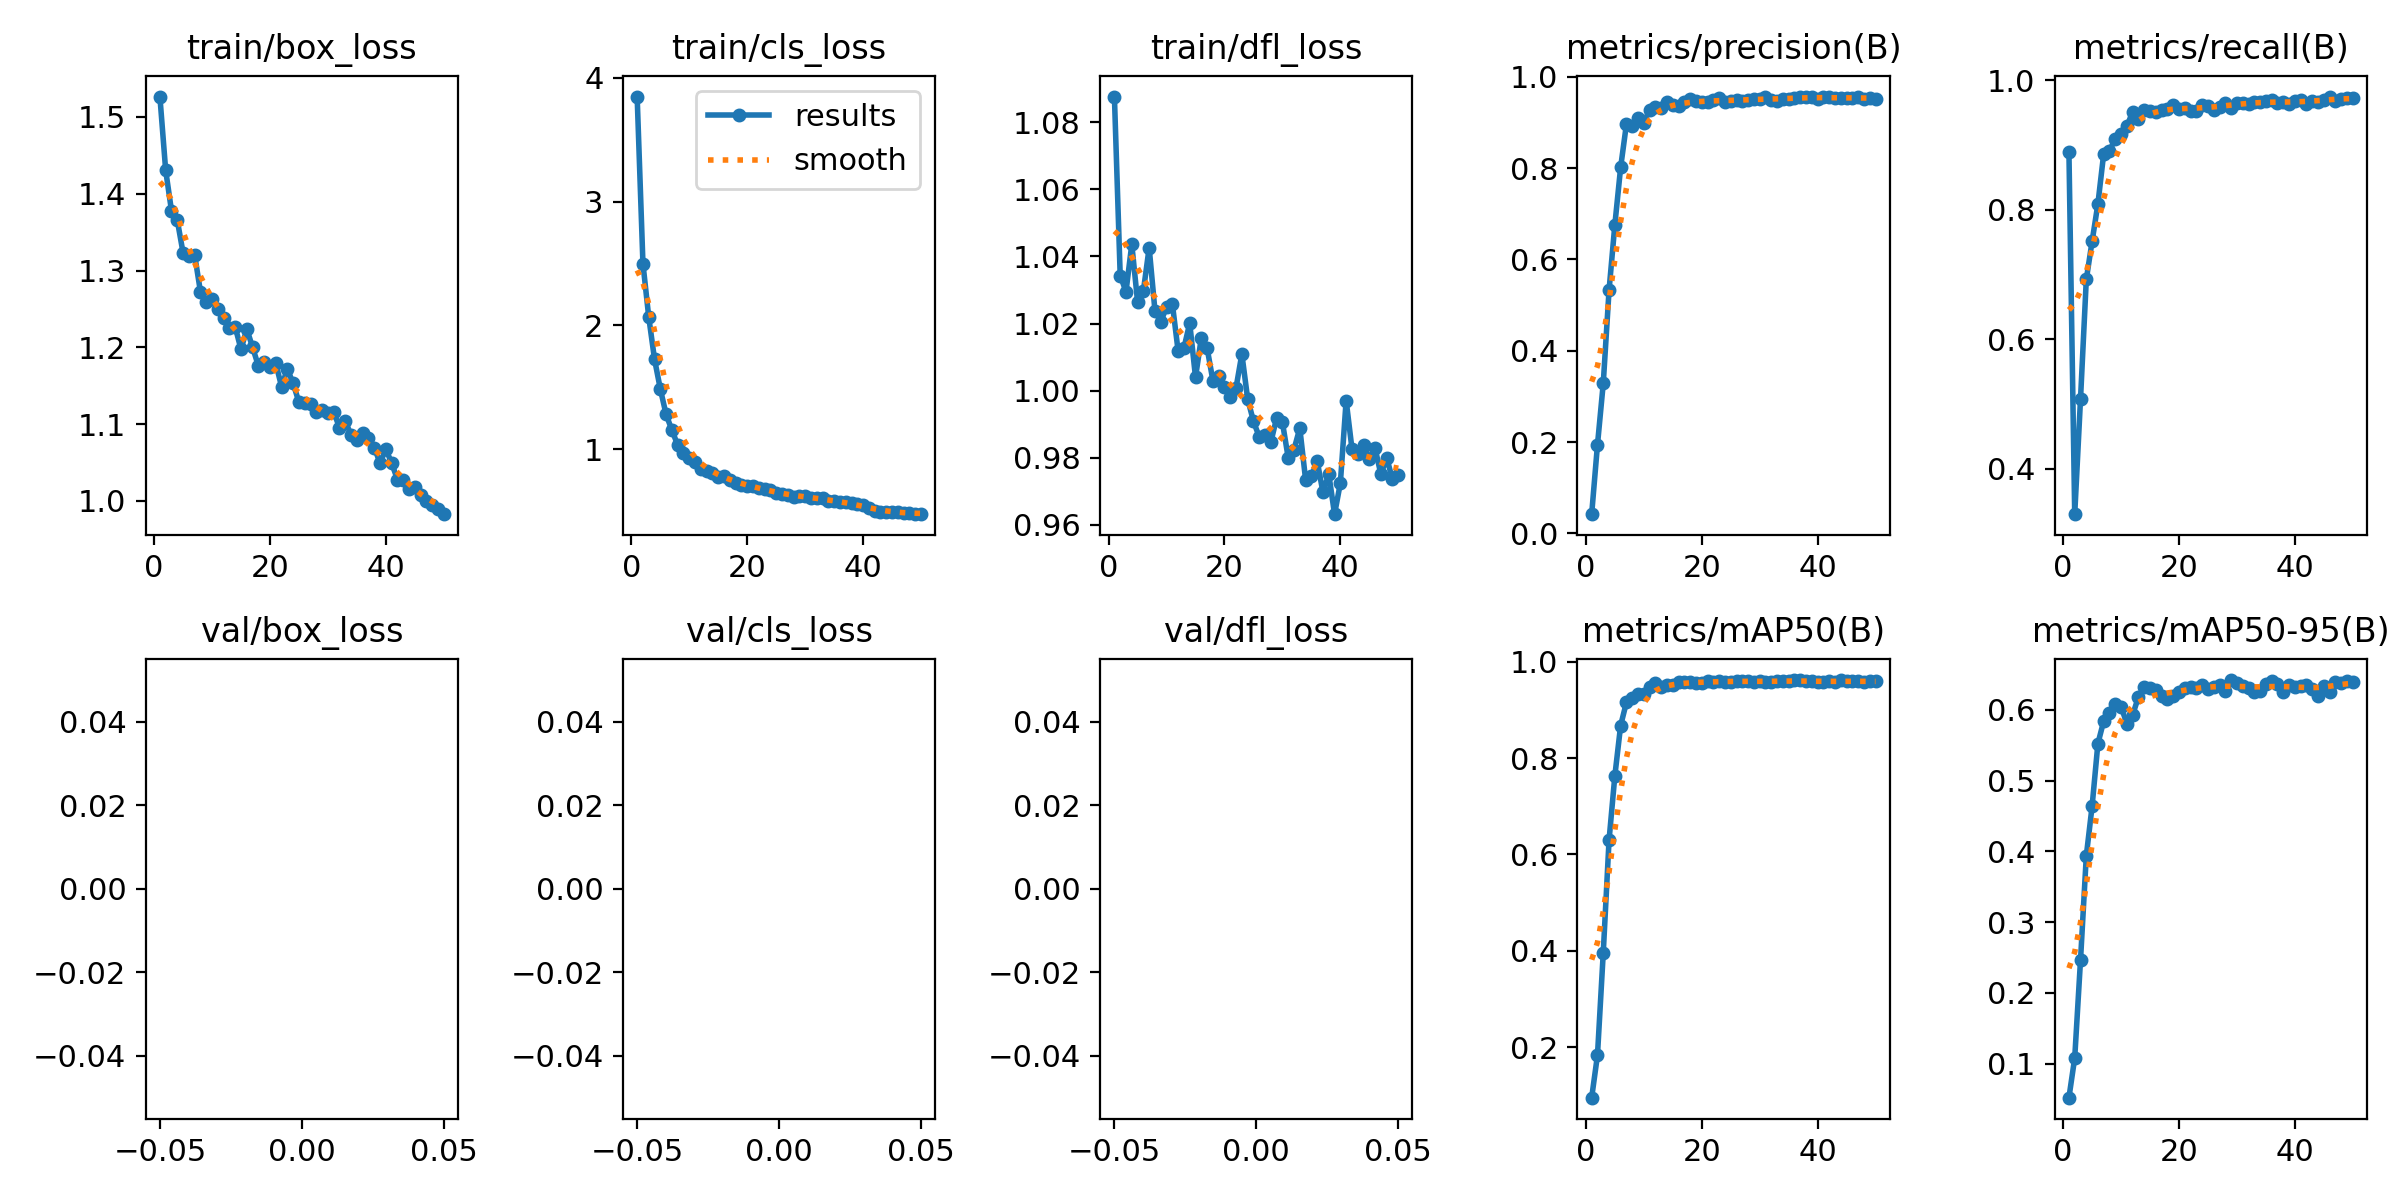 train/box_loss
1.5
1.4
1.3
1.2
1.1
1.0
0 20 40
train/cls_loss
results
smooth
4
3
2
1
0 20 40
train/dfl_loss
1.08
1.06
1.04
1.02
1.00
0.98
0.96
0 20 40
metrics/precision(B)
1.0
0.8
0.6
0.4
0.2
0.0
0 20 40
metrics/recall(B)
1.0
0.8
0.6
0.4
0 20 40
val/box_loss
0.04
0.02
0.00
−0.02
−0.04
−0.05 0.00 0.05
val/cls_loss
0.04
0.02
0.00
−0.02
−0.04
−0.05 0.00 0.05
val/dfl_loss
0.04
0.02
0.00
−0.02
−0.04
−0.05 0.00 0.05
metrics/mAP50(B)
1.0
0.8
0.6
0.4
0.2
0 20 40
metrics/mAP50-95(B)
0.6
0.5
0.4
0.3
0.2
0.1
0 20 40